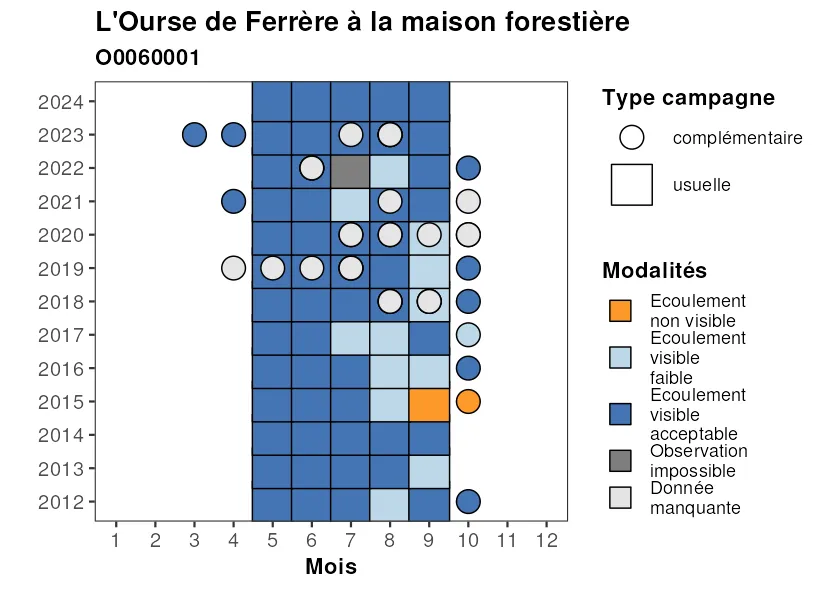 L'Ourse de Ferrère à la maison forestière
O0060001
2024
2023
2022
2021
2020
2019
2018
2017
2016
2015
2014
2013
2012
1 2 3 4 5 6 7 8 9 10 11 12
Mois
Type campagne
complémentaire
usuelle
Modalités
Ecoulement
non visible
Ecoulement
visible
faible
Ecoulement
visible
acceptable
Observation
impossible
Donnée
manquante